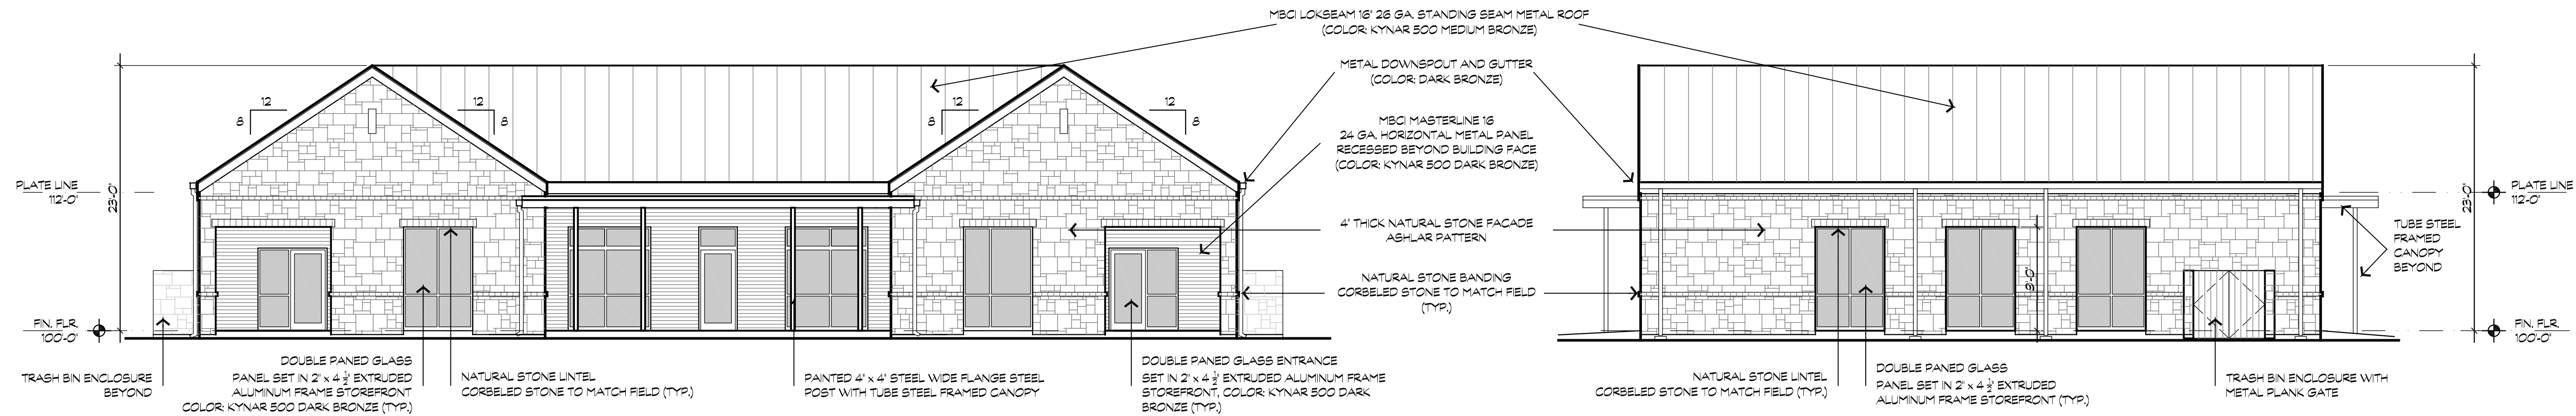 MBCI LOKSEAM 16" 26 GA. STANDING SEAM METAL ROOF
(COLOR: KYNAR 500 MEDIUM BRONZE)
METAL DOWNSPOUT AND GUTTER
(COLOR: DARK BRONZE)
MBCI MASTERLINE 16
24 GA. HORIZONTAL METAL PANEL
RECESSED BEYOND BUILDING FACE
(COLOR: KYNAR 500 DARK BRONZE)
4" THICK NATURAL STONE FACADE
ASHLAR PATTERN
NATURAL STONE BANDING
CORBELED STONE TO MATCH FIELD
(TYP.)
12
8
12
8
12
8
12
8
23'-0"
PLATE LINE
112'-0"
FIN. FLR.
100'-0"
TRASH BIN ENCLOSURE
BEYOND
DOUBLE PANED GLASS
PANEL SET IN 2" x 4 1/2" EXTRUDED
ALUMINUM FRAME STOREFRONT
COLOR: KYNAR 500 DARK BRONZE (TYP.)
NATURAL STONE LINTEL
CORBELED STONE TO MATCH FIELD (TYP.)
PAINTED 4" x 4" STEEL WIDE FLANGE STEEL
POST WITH TUBE STEEL FRAMED CANOPY
DOUBLE PANED GLASS ENTRANCE
SET IN 2" x 4 1/2" EXTRUDED ALUMINUM FRAME
STOREFRONT, COLOR: KYNAR 500 DARK
BRONZE (TYP.)
9'-0"
23'-0"
PLATE LINE
112'-0"
TUBE STEEL
FRAMED
CANOPY
BEYOND
FIN. FLR.
100'-0"
NATURAL STONE LINTEL
CORBELED STONE TO MATCH FIELD (TYP.)
DOUBLE PANED GLASS
PANEL SET IN 2" x 4 1/2" EXTRUDED
ALUMINUM FRAME STOREFRONT (TYP.)
TRASH BIN ENCLOSURE WITH
METAL PLANK GATE